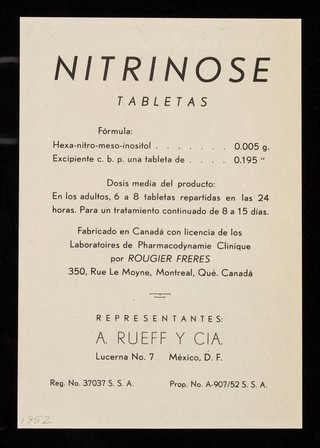 NITRINOSE
TABLETAS
Fórmula:
Hexa-nitro-meso-inositol . . . . . . . 0.005 g.
Excipiente c. b. p. una tableta de . . . . 0.195 "
Dosis media del producto:
En los adultos, 6 a 8 tabletas repartidas en las 24
horas. Para un tratamiento continuado de 8 a 15 días.
Fabricado en Canadá con licencia de los
Laboratoires de Pharmacodynamie Clinique
por ROUGIER FRERES
350, Rue Le Moyne, Montreal, Qué. Canadá
REPRESENTANTES:
A. RUEFF Y CIA.
Lucerna No. 7 México, D. F.
Reg. No. 37037 S. S. A. Prop. No. A-907/52 S. S. A.
1952